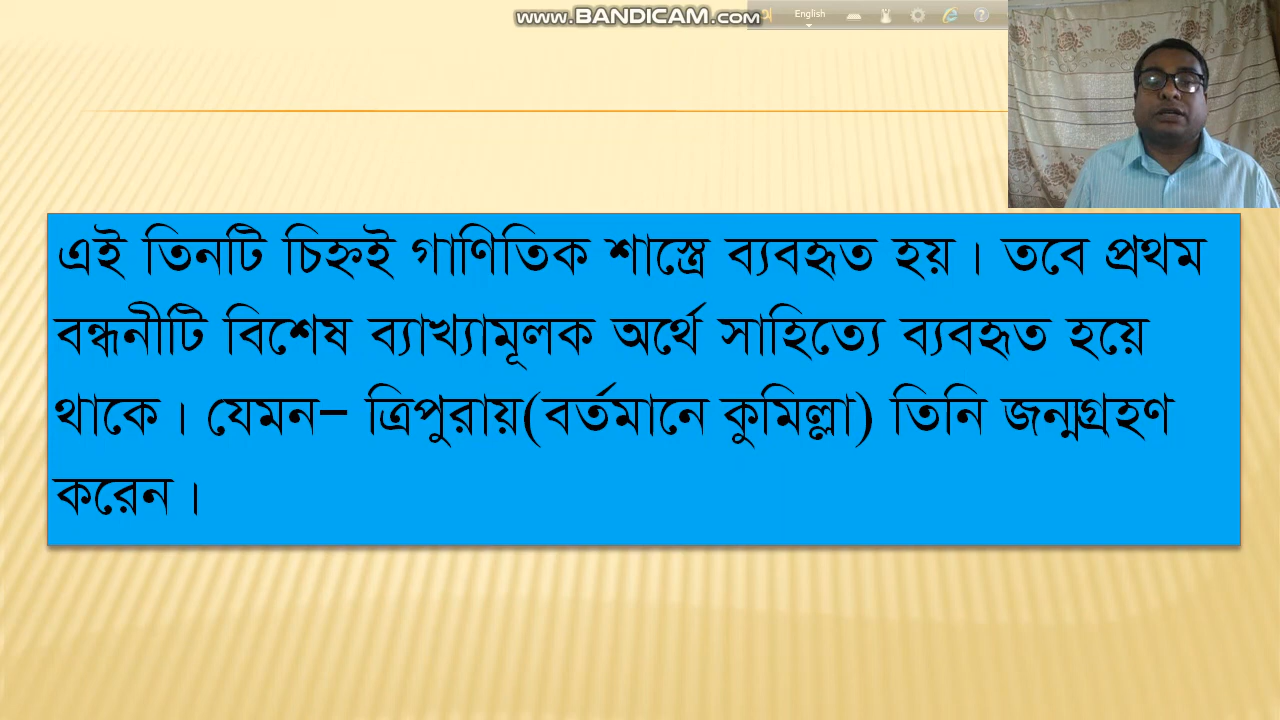 www.BANDICAM.com
English
এই তিনটি চিহ্নই গাণিতিক শাস্ত্রে ব্যবহৃত হয়। তবে প্রথম
বন্ধনীটি বিশেষ ব্যাখ্যামূলক অর্থে সাহিত্যে ব্যবহৃত হয়ে
থাকে। যেমন– ত্রিপুরায়(বর্তমানে কুমিল্লা) তিনি জন্মগ্রহণ
করেন।